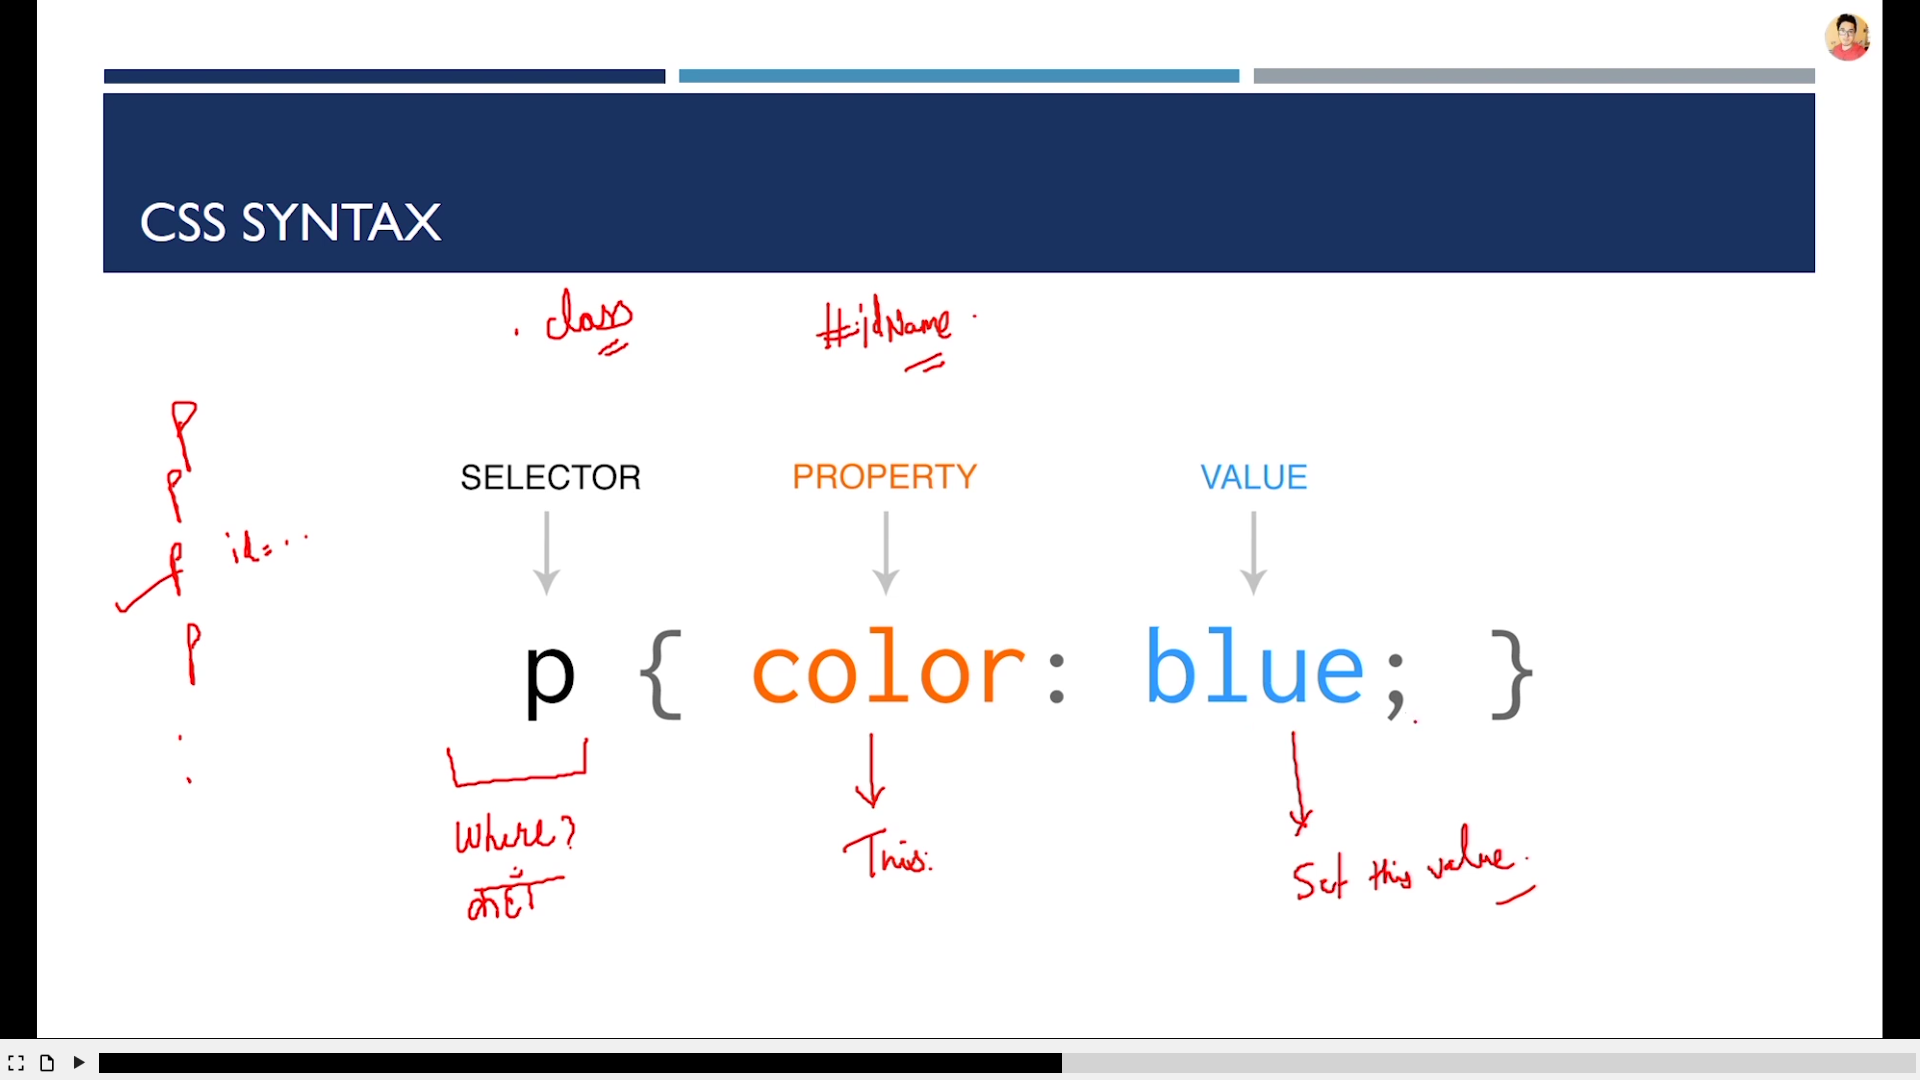 CSS SYNTAX
. class
#idName
P
P
P id=...
P
SELECTOR PROPERTY VALUE
p { color: blue; }
Where?
This:
Set this value.
कहाँ